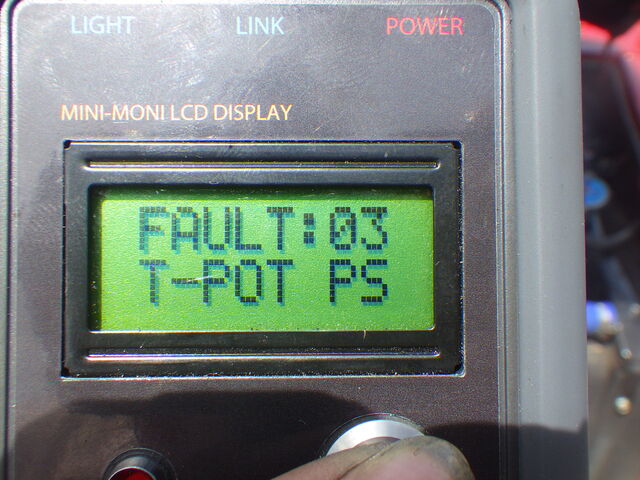 LIGHT LINK POWER
MINI-MONI LCD DISPLAY
FAULT:03
T-POT PS